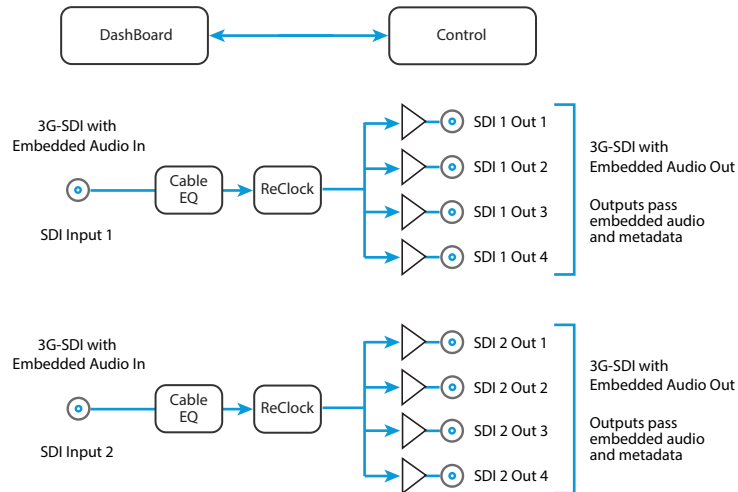 DashBoard
Control
3G-SDI with
Embedded Audio In
SDI Input 1
Cable
EQ
ReClock
SDI 1 Out 1
SDI 1 Out 2
SDI 1 Out 3
SDI 1 Out 4
3G-SDI with
Embedded Audio Out
Outputs pass
embedded audio
and metadata
3G-SDI with
Embedded Audio In
SDI Input 2
Cable
EQ
ReClock
SDI 2 Out 1
SDI 2 Out 2
SDI 2 Out 3
SDI 2 Out 4
3G-SDI with
Embedded Audio Out
Outputs pass
embedded audio
and metadata